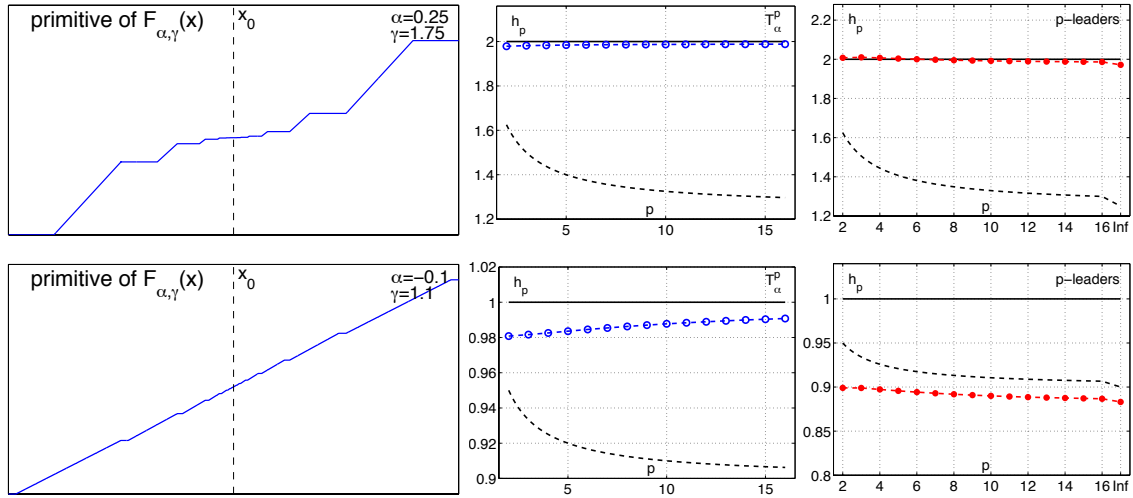 primitive of F_{α,γ}(x)
x_0
α=0.25
γ=1.75
h_p
T_α^p
2
1.8
1.6
1.4
1.2
p
5
10
15
h_p
p−leaders
2.2
2
1.8
1.6
1.4
1.2
p
2 4 6 8 10 12 14 16 Inf
primitive of F_{α,γ}(x)
x_0
α=−0.1
γ=1.1
h_p
T_α^p
1.02
1
0.98
0.96
0.94
0.92
0.9
p
5
10
15
h_p
p−leaders
1
0.95
0.9
0.85
0.8
p
2 4 6 8 10 12 14 16 Inf